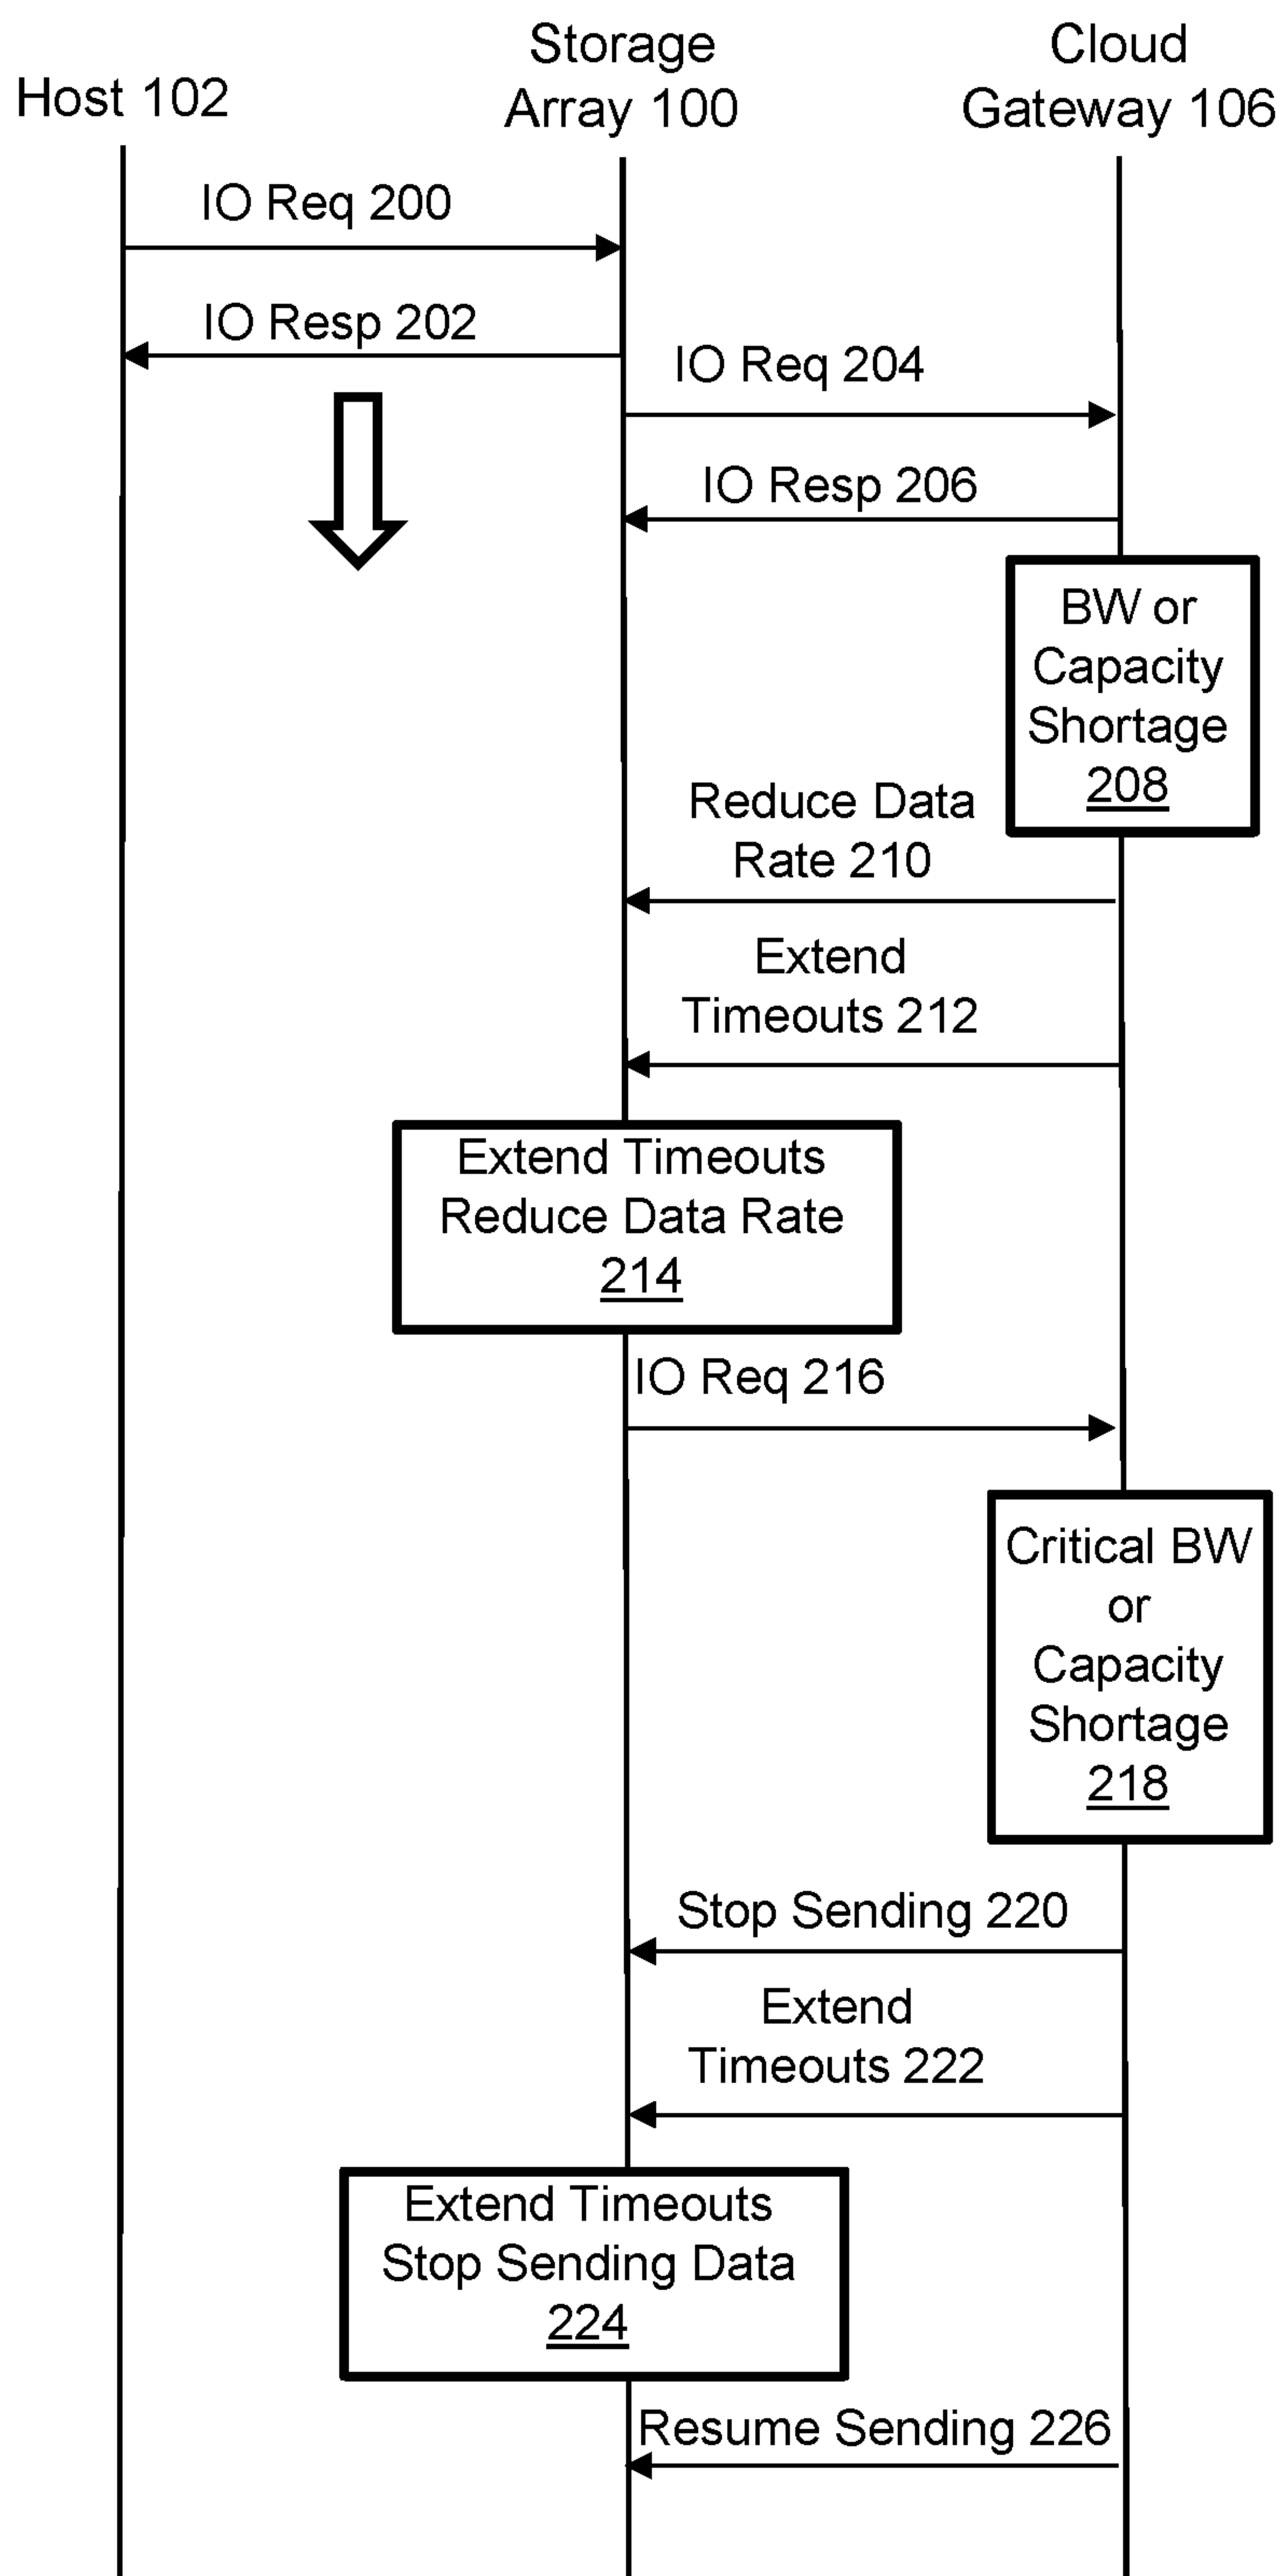 Host 102
Storage
Array 100
Cloud
Gateway 106
IO Req 200
IO Resp 202
IO Req 204
IO Resp 206
BW or
Capacity
Shortage
208
Reduce Data
Rate 210
Extend
Timeouts 212
Extend Timeouts
Reduce Data Rate
214
IO Req 216
Critical BW
or
Capacity
Shortage
218
Stop Sending 220
Extend
Timeouts 222
Extend Timeouts
Stop Sending Data
224
Resume Sending 226